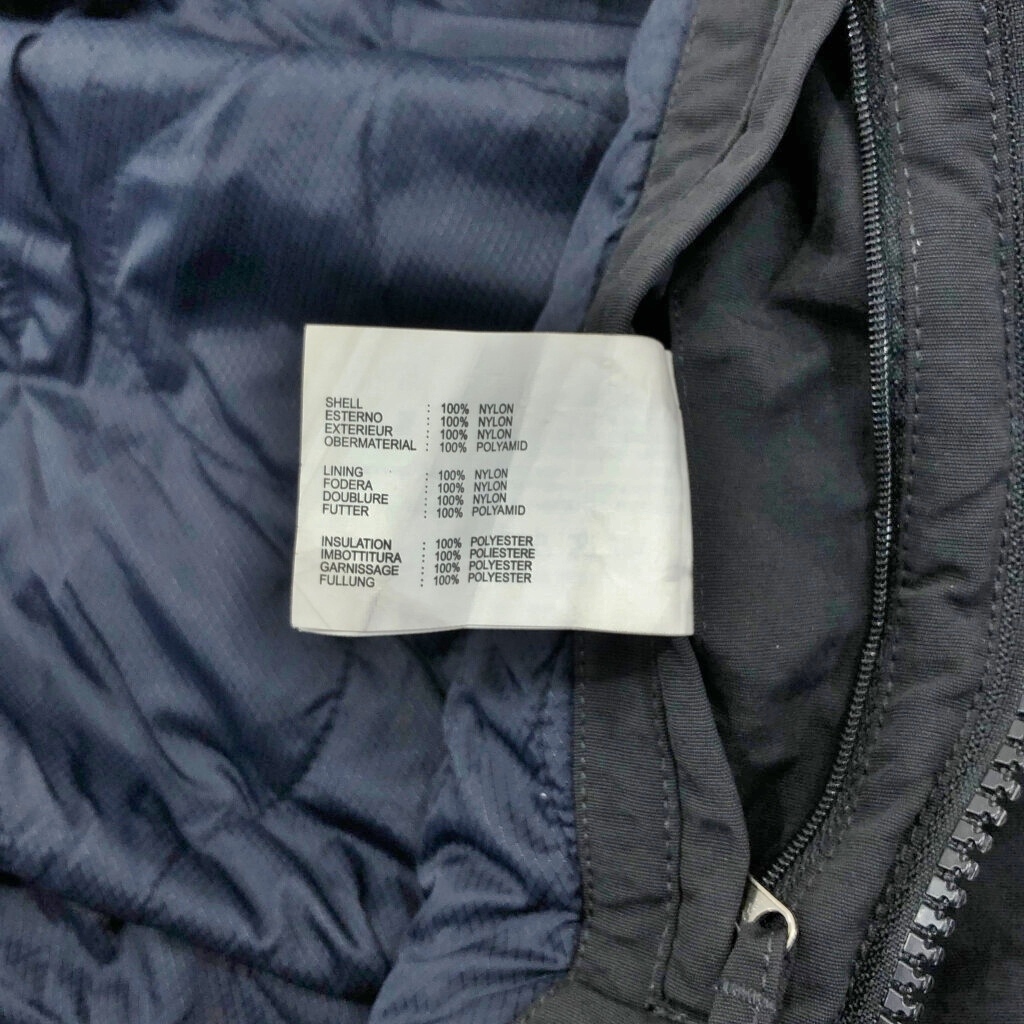 SHELL : 100% NYLON
ESTERNO : 100% NYLON
EXTERIEUR : 100% NYLON
OBERMATERIAL : 100% POLYAMID
LINING : 100% NYLON
FODERA : 100% NYLON
DOUBLURE : 100% NYLON
FUTTER : 100% POLYAMID
INSULATION : 100% POLYESTER
IMBOTTITURA : 100% POLIESTERE
GARNISSAGE : 100% POLYESTER
FULLUNG : 100% POLYESTER